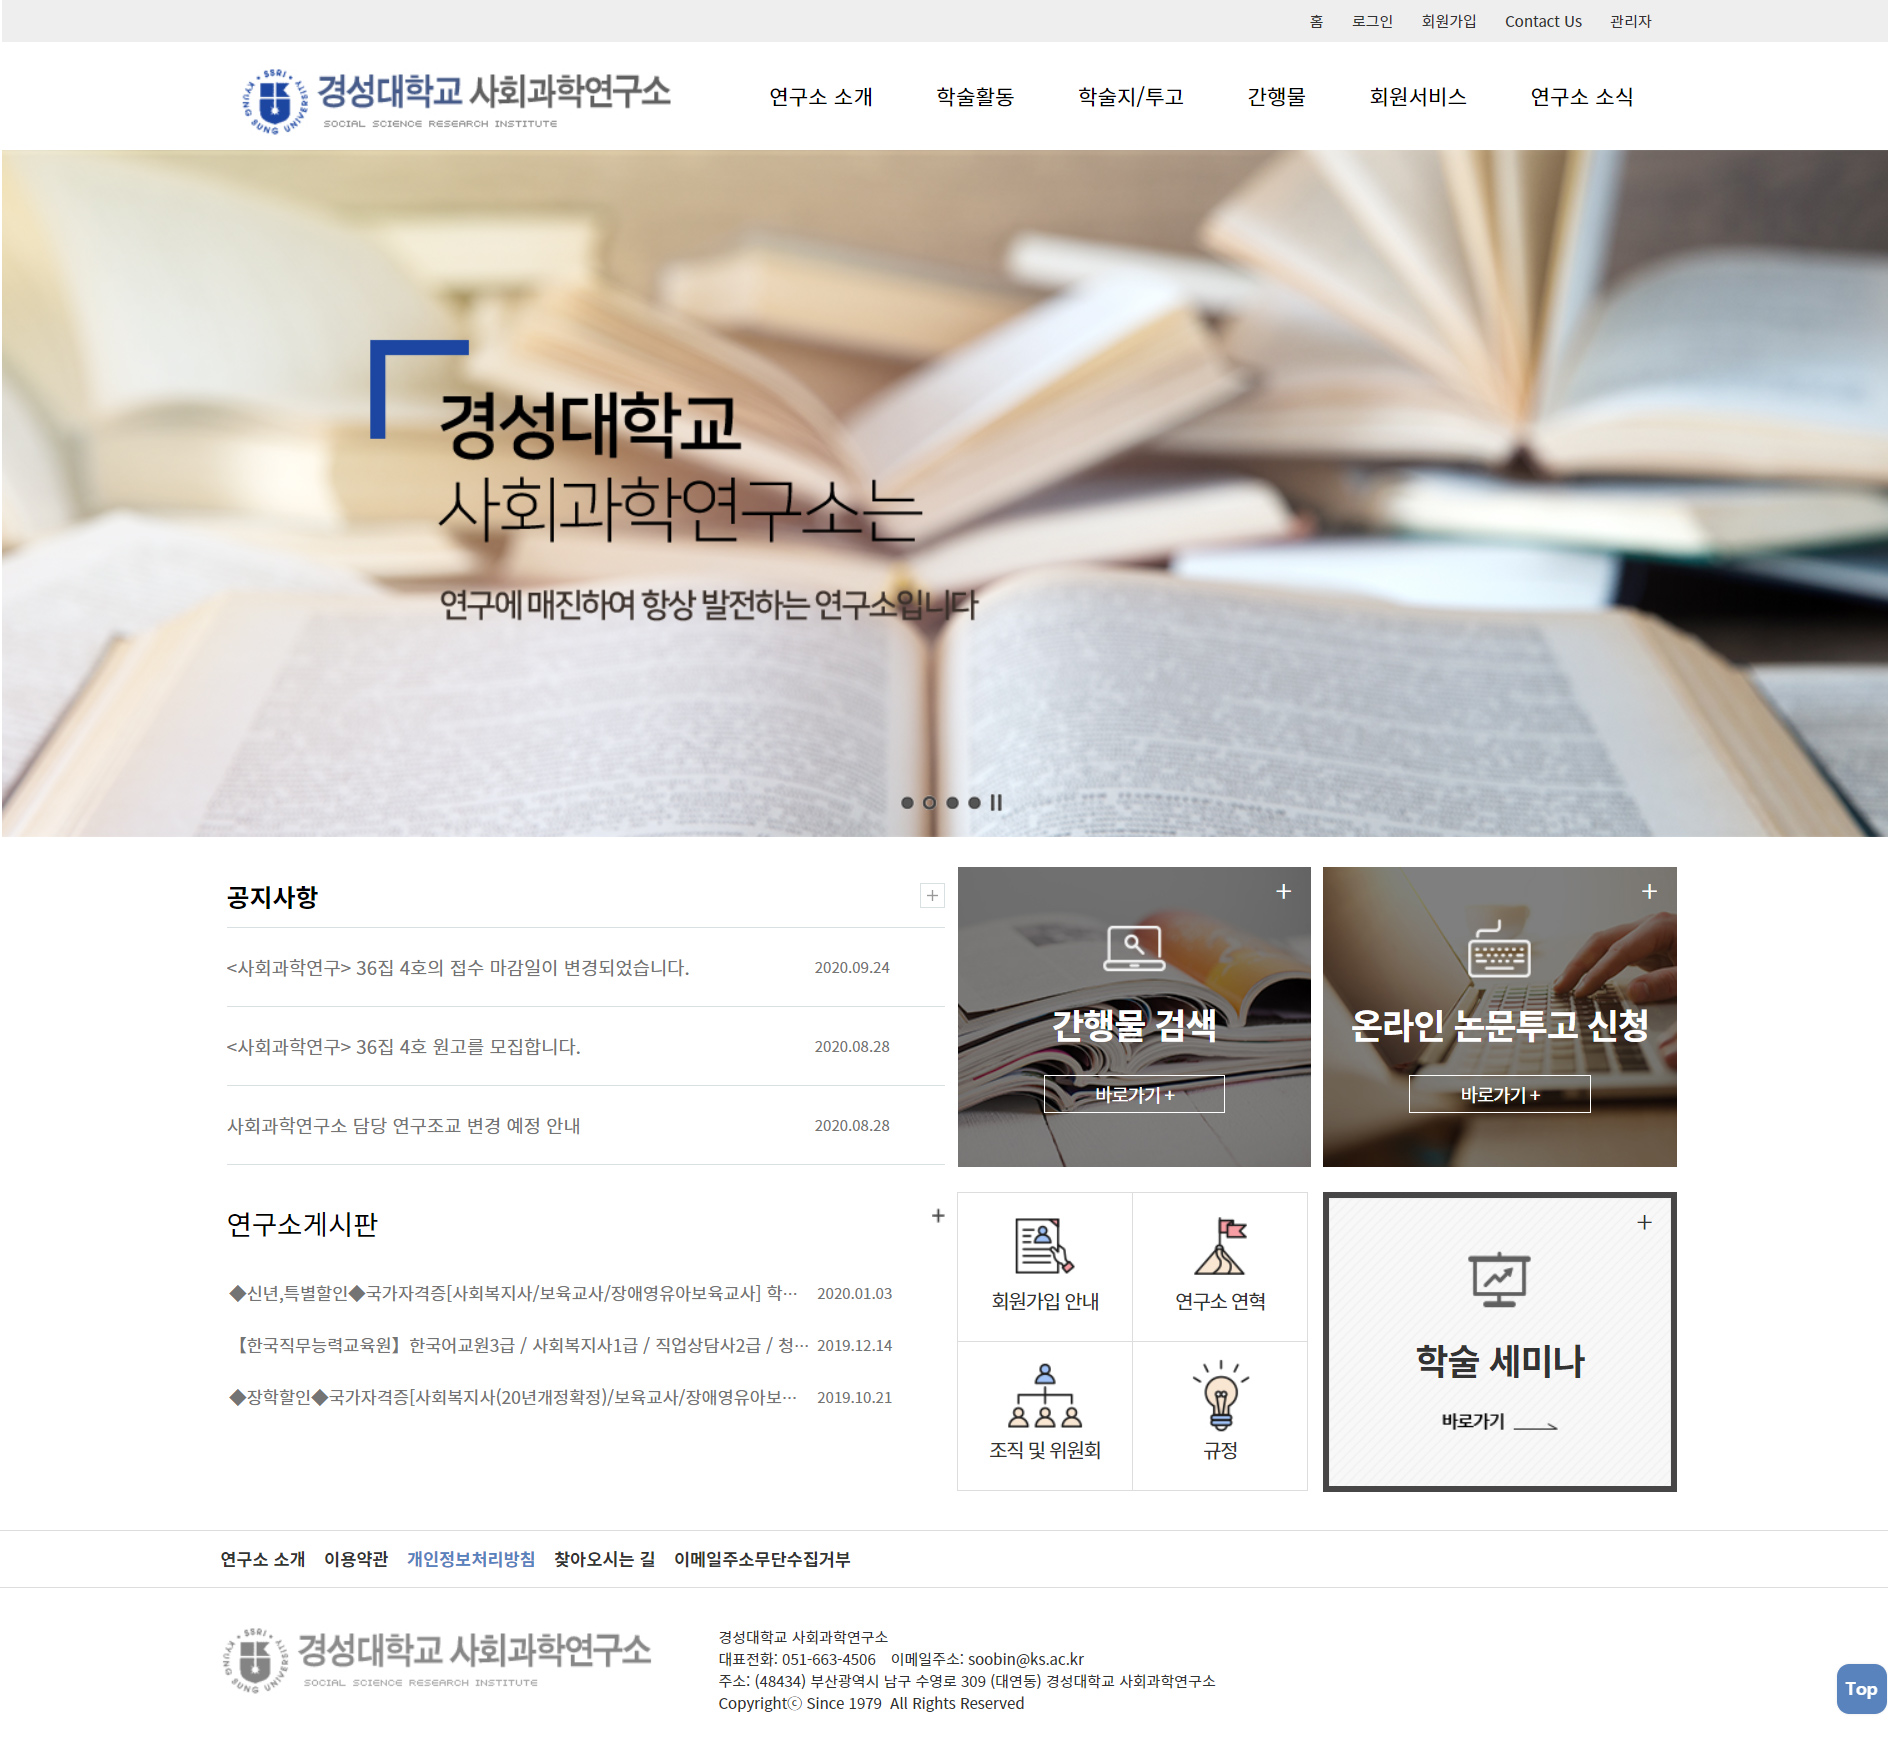 홈 로그인 회원가입 Contact Us 관리자
KYUNG SUNG UNIVERSITY · SSRI ·
경성대학교 사회과학연구소
SOCIAL SCIENCE RESEARCH INSTITUTE
연구소 소개 학술활동 학술지/투고 간행물 회원서비스 연구소 소식
경성대학교
사회과학연구소는
연구에 매진하여 항상 발전하는 연구소입니다
공지사항 +
<사회과학연구> 36집 4호의 접수 마감일이 변경되었습니다. 2020.09.24
<사회과학연구> 36집 4호 원고를 모집합니다. 2020.08.28
사회과학연구소 담당 연구조교 변경 예정 안내 2020.08.28
+
간행물 검색
바로가기 +
+
온라인 논문투고 신청
바로가기 +
연구소게시판 +
◆신년,특별할인◆국가자격증[사회복지사/보육교사/장애영유아보육교사] 학… 2020.01.03
【한국직무능력교육원】한국어교원3급 / 사회복지사1급 / 직업상담사2급 / 청… 2019.12.14
◆장학할인◆국가자격증[사회복지사(20년개정확정)/보육교사/장애영유아보… 2019.10.21
회원가입 안내
연구소 연혁
조직 및 위원회
규정
+
학술 세미나
바로가기
연구소 소개 이용약관 개인정보처리방침 찾아오시는 길 이메일주소무단수집거부
KYUNG SUNG UNIVERSITY · SSRI ·
경성대학교 사회과학연구소
SOCIAL SCIENCE RESEARCH INSTITUTE
경성대학교 사회과학연구소
대표전화: 051-663-4506 이메일주소: soobin@ks.ac.kr
주소: (48434) 부산광역시 남구 수영로 309 (대연동) 경성대학교 사회과학연구소
Copyrightⓒ Since 1979 All Rights Reserved
Top